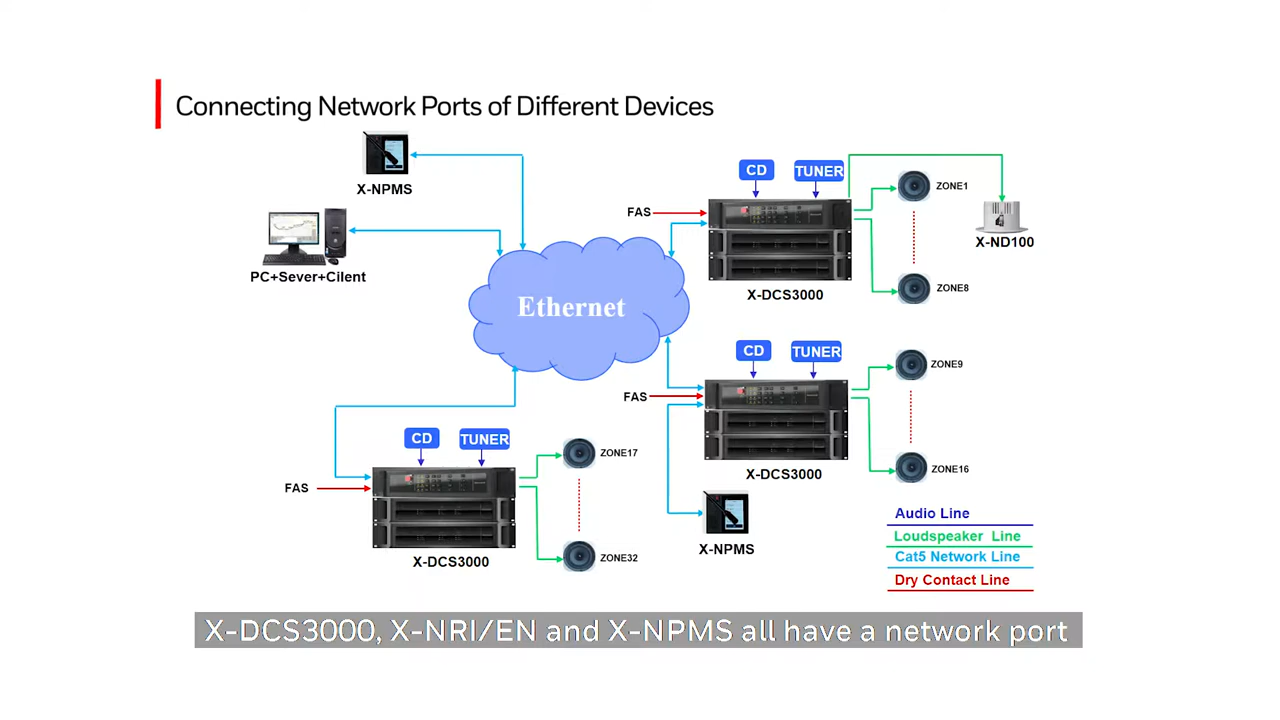 Connecting Network Ports of Different Devices
X-NPMS
PC+Sever+Cilent
Ethernet
CD
TUNER
FAS
X-DCS3000
ZONE1
ZONE8
X-ND100
CD
TUNER
FAS
X-DCS3000
ZONE9
ZONE16
X-NPMS
CD
TUNER
FAS
X-DCS3000
ZONE17
ZONE32
Audio Line
Loudspeaker Line
Cat5 Network Line
Dry Contact Line
X-DCS3000, X-NRI/EN and X-NPMS all have a network port